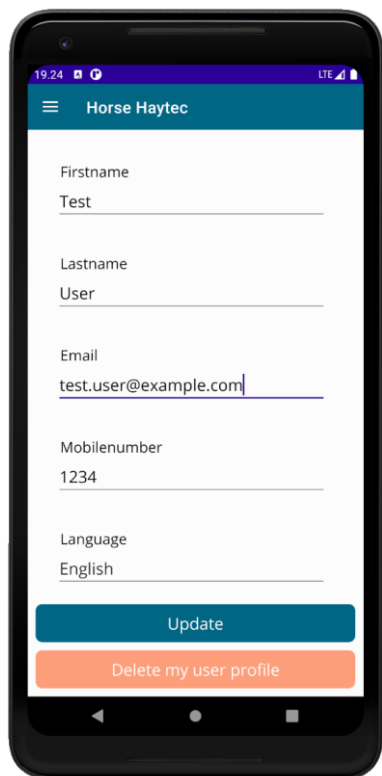 19.24 LTE
Horse Haytec
Firstname
Test
Lastname
User
Email
test.user@example.com
Mobilenumber
1234
Language
English
Update
Delete my user profile